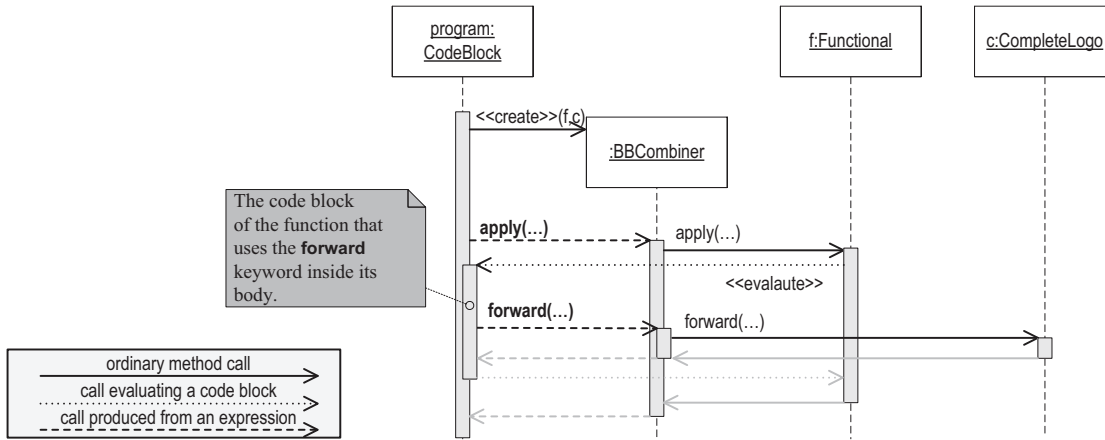 program:
CodeBlock
f:Functional
c:CompleteLogo
<<create>>(f,c)
:BBCombiner
The code block
of the function that
uses the forward
keyword inside its
body.
apply(…)
apply(…)
<<evalaute>>
forward(…)
forward(…)
ordinary method call
call evaluating a code block
call produced from an expression